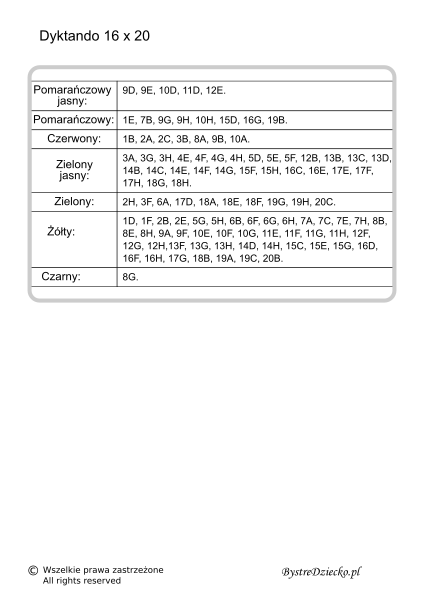 Dyktando 16 x 20
Pomarańczowy
jasny:
9D, 9E, 10D, 11D, 12E.
Pomarańczowy:
1E, 7B, 9G, 9H, 10H, 15D, 16G, 19B.
Czerwony:
1B, 2A, 2C, 3B, 8A, 9B, 10A.
Zielony
jasny:
3A, 3G, 3H, 4E, 4F, 4G, 4H, 5D, 5E, 5F, 12B, 13B, 13C, 13D,
14B, 14C, 14E, 14F, 14G, 15F, 15H, 16C, 16E, 17E, 17F,
17H, 18G, 18H.
Zielony:
2H, 3F, 6A, 17D, 18A, 18E, 18F, 19G, 19H, 20C.
Żółty:
1D, 1F, 2B, 2E, 5G, 5H, 6B, 6F, 6G, 6H, 7A, 7C, 7E, 7H, 8B,
8E, 8H, 9A, 9F, 10E, 10F, 10G, 11E, 11F, 11G, 11H, 12F,
12G, 12H,13F, 13G, 13H, 14D, 14H, 15C, 15E, 15G, 16D,
16F, 16H, 17G, 18B, 19A, 19C, 20B.
Czarny:
8G.
© Wszelkie prawa zastrzeżone
All rights reserved
BystreDziecko.pl